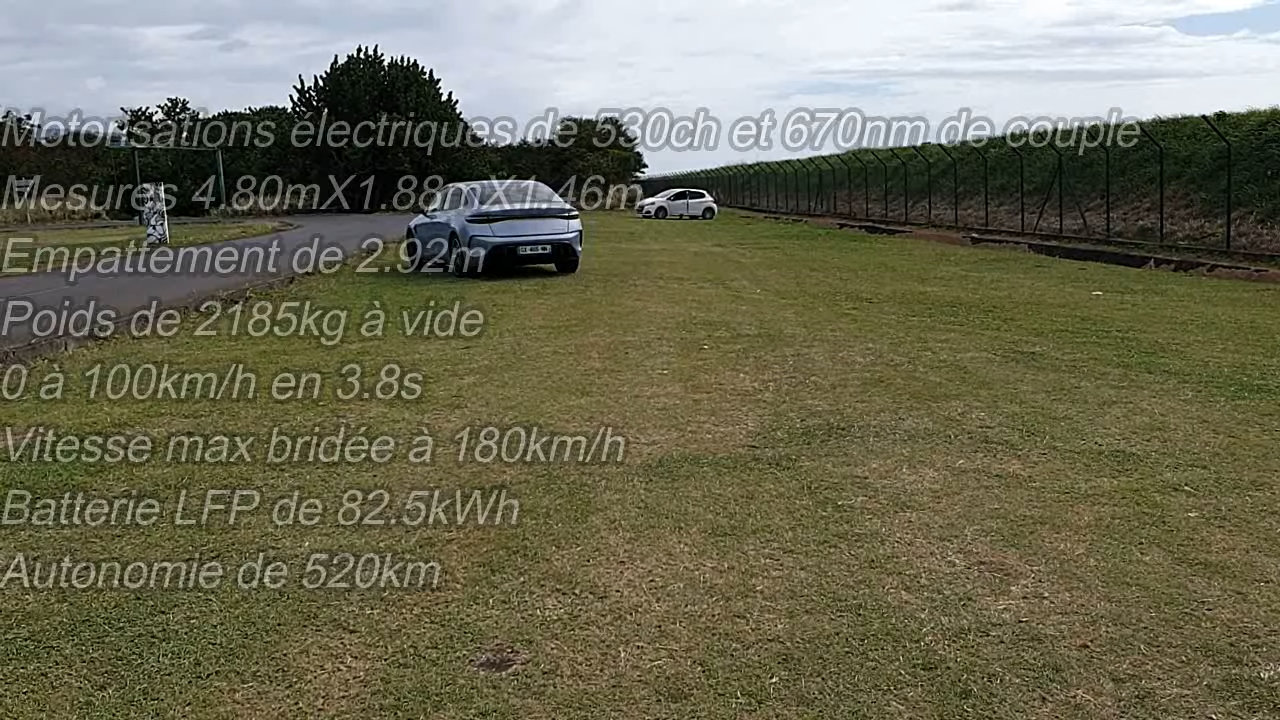 Motorisations électriques de 530ch et 670nm de couple
Mesures 4.80mX1.88mX1.46m
Empattement de 2.92m
Poids de 2185kg à vide
0 à 100km/h en 3.8s
Vitesse max bridée à 180km/h
Batterie LFP de 82.5kWh
Autonomie de 520km